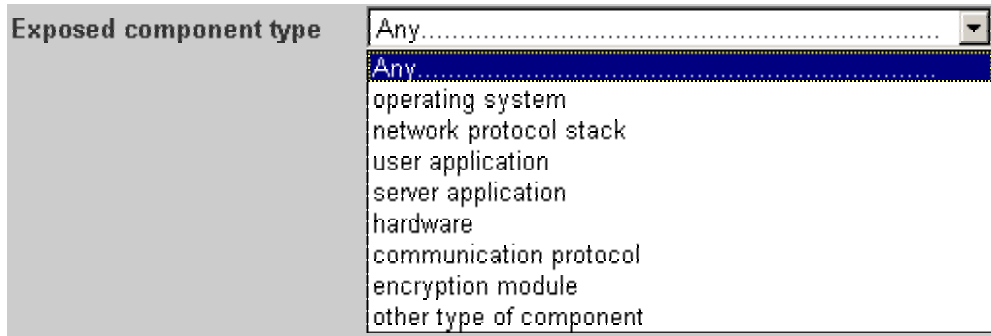 Exposed component type Any..................................................................
Any..................................................................
operating system
network protocol stack
user application
server application
hardware
communication protocol
encryption module
other type of component